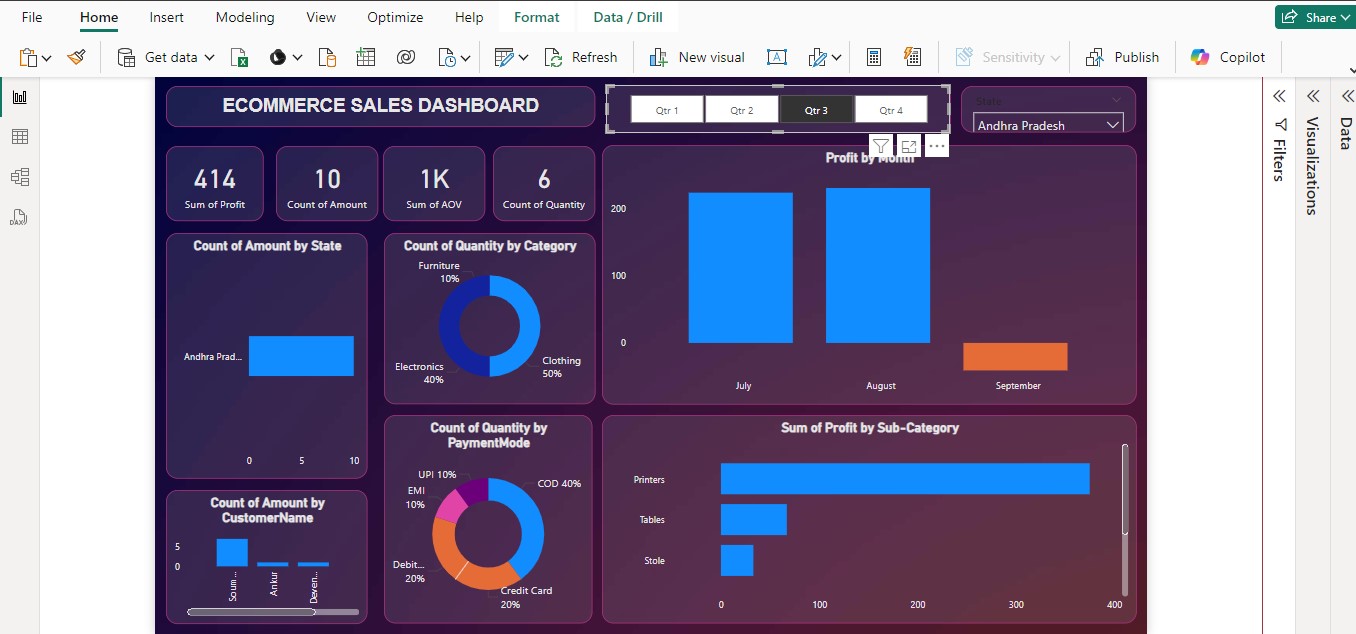 File Home Insert Modeling View Optimize Help Format Data / Drill Share
Get data Refresh New visual A Sensitivity Publish Copilot
ECOMMERCE SALES DASHBOARD
Qtr 1 Qtr 2 Qtr 3 Qtr 4
State
Andhra Pradesh
414
Sum of Profit
10
Count of Amount
1K
Sum of AOV
6
Count of Quantity
Profit by Month
200
100
0
July August September
Count of Amount by State
Andhra Prad...
0 5 10
Count of Quantity by Category
Furniture
10%
Electronics
40%
Clothing
50%
Count of Amount by
CustomerName
5
0
Soum...
Ankur
Deven...
Count of Quantity by
PaymentMode
UPI 10%
EMI
10%
COD 40%
Debit...
20%
Credit Card
20%
Sum of Profit by Sub-Category
Printers
Tables
Stole
0 100 200 300 400
Filters
Visualizations
Data
DAX